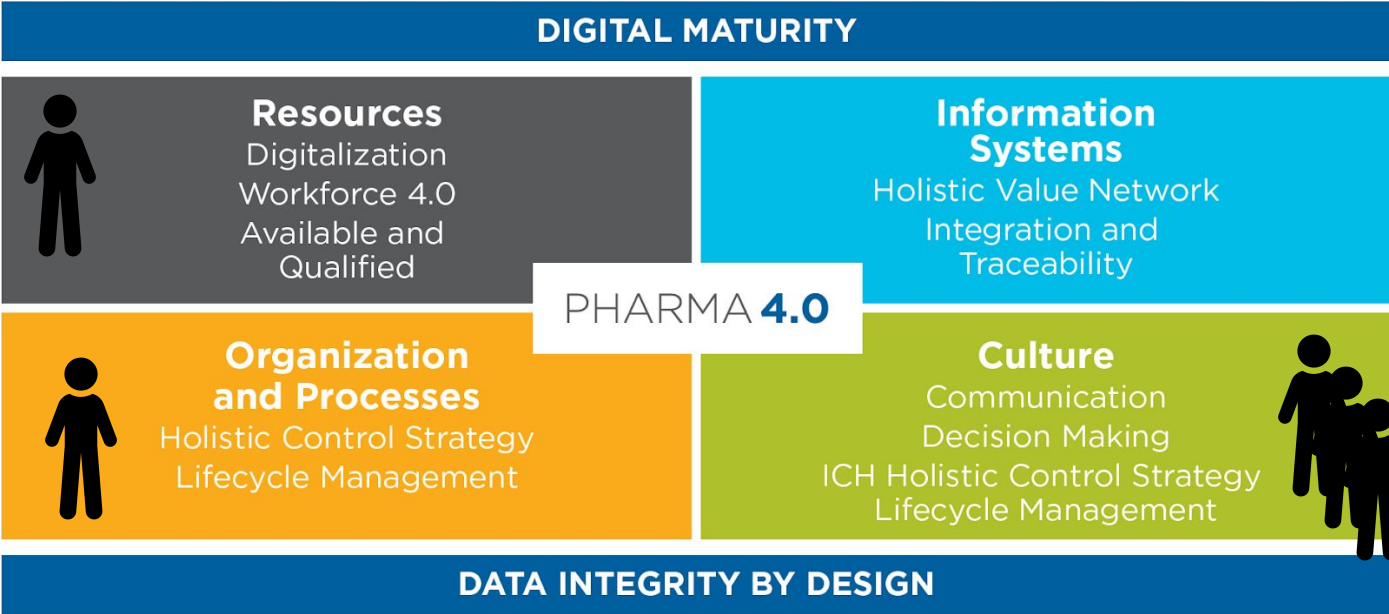 DIGITAL MATURITY
Resources
Digitalization
Workforce 4.0
Available and
Qualified
Information
Systems
Holistic Value Network
Integration and
Traceability
PHARMA 4.0
Organization
and Processes
Holistic Control Strategy
Lifecycle Management
Culture
Communication
Decision Making
ICH Holistic Control Strategy
Lifecycle Management
DATA INTEGRITY BY DESIGN